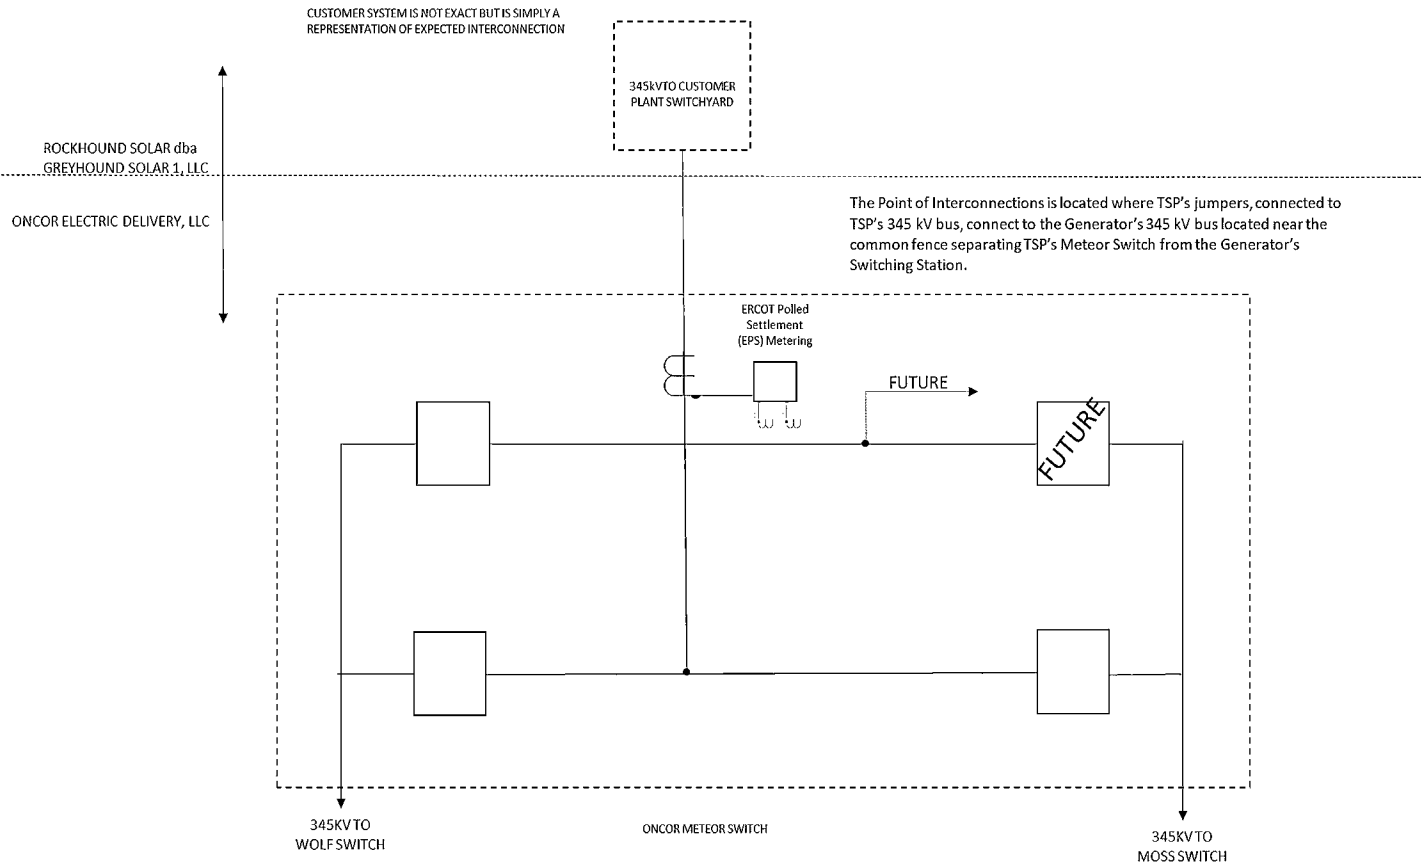 CUSTOMER SYSTEM IS NOT EXACT BUT IS SIMPLY A
REPRESENTATION OF EXPECTED INTERCONNECTION
345kVTO CUSTOMER
PLANT SWITCHYARD
ROCKHOUND SOLAR dba
GREYHOUND SOLAR 1, LLC
ONCOR ELECTRIC DELIVERY, LLC
The Point of Interconnections is located where TSP's jumpers, connected to
TSP's 345 kV bus, connect to the Generator's 345 kV bus located near the
common fence separating TSP's Meteor Switch from the Generator's
Switching Station.
ERCOT Polled
Settlement
(EPS) Metering
FUTURE
FUTURE
345KV TO
WOLF SWITCH
ONCOR METEOR SWITCH
345KV TO
MOSS SWITCH